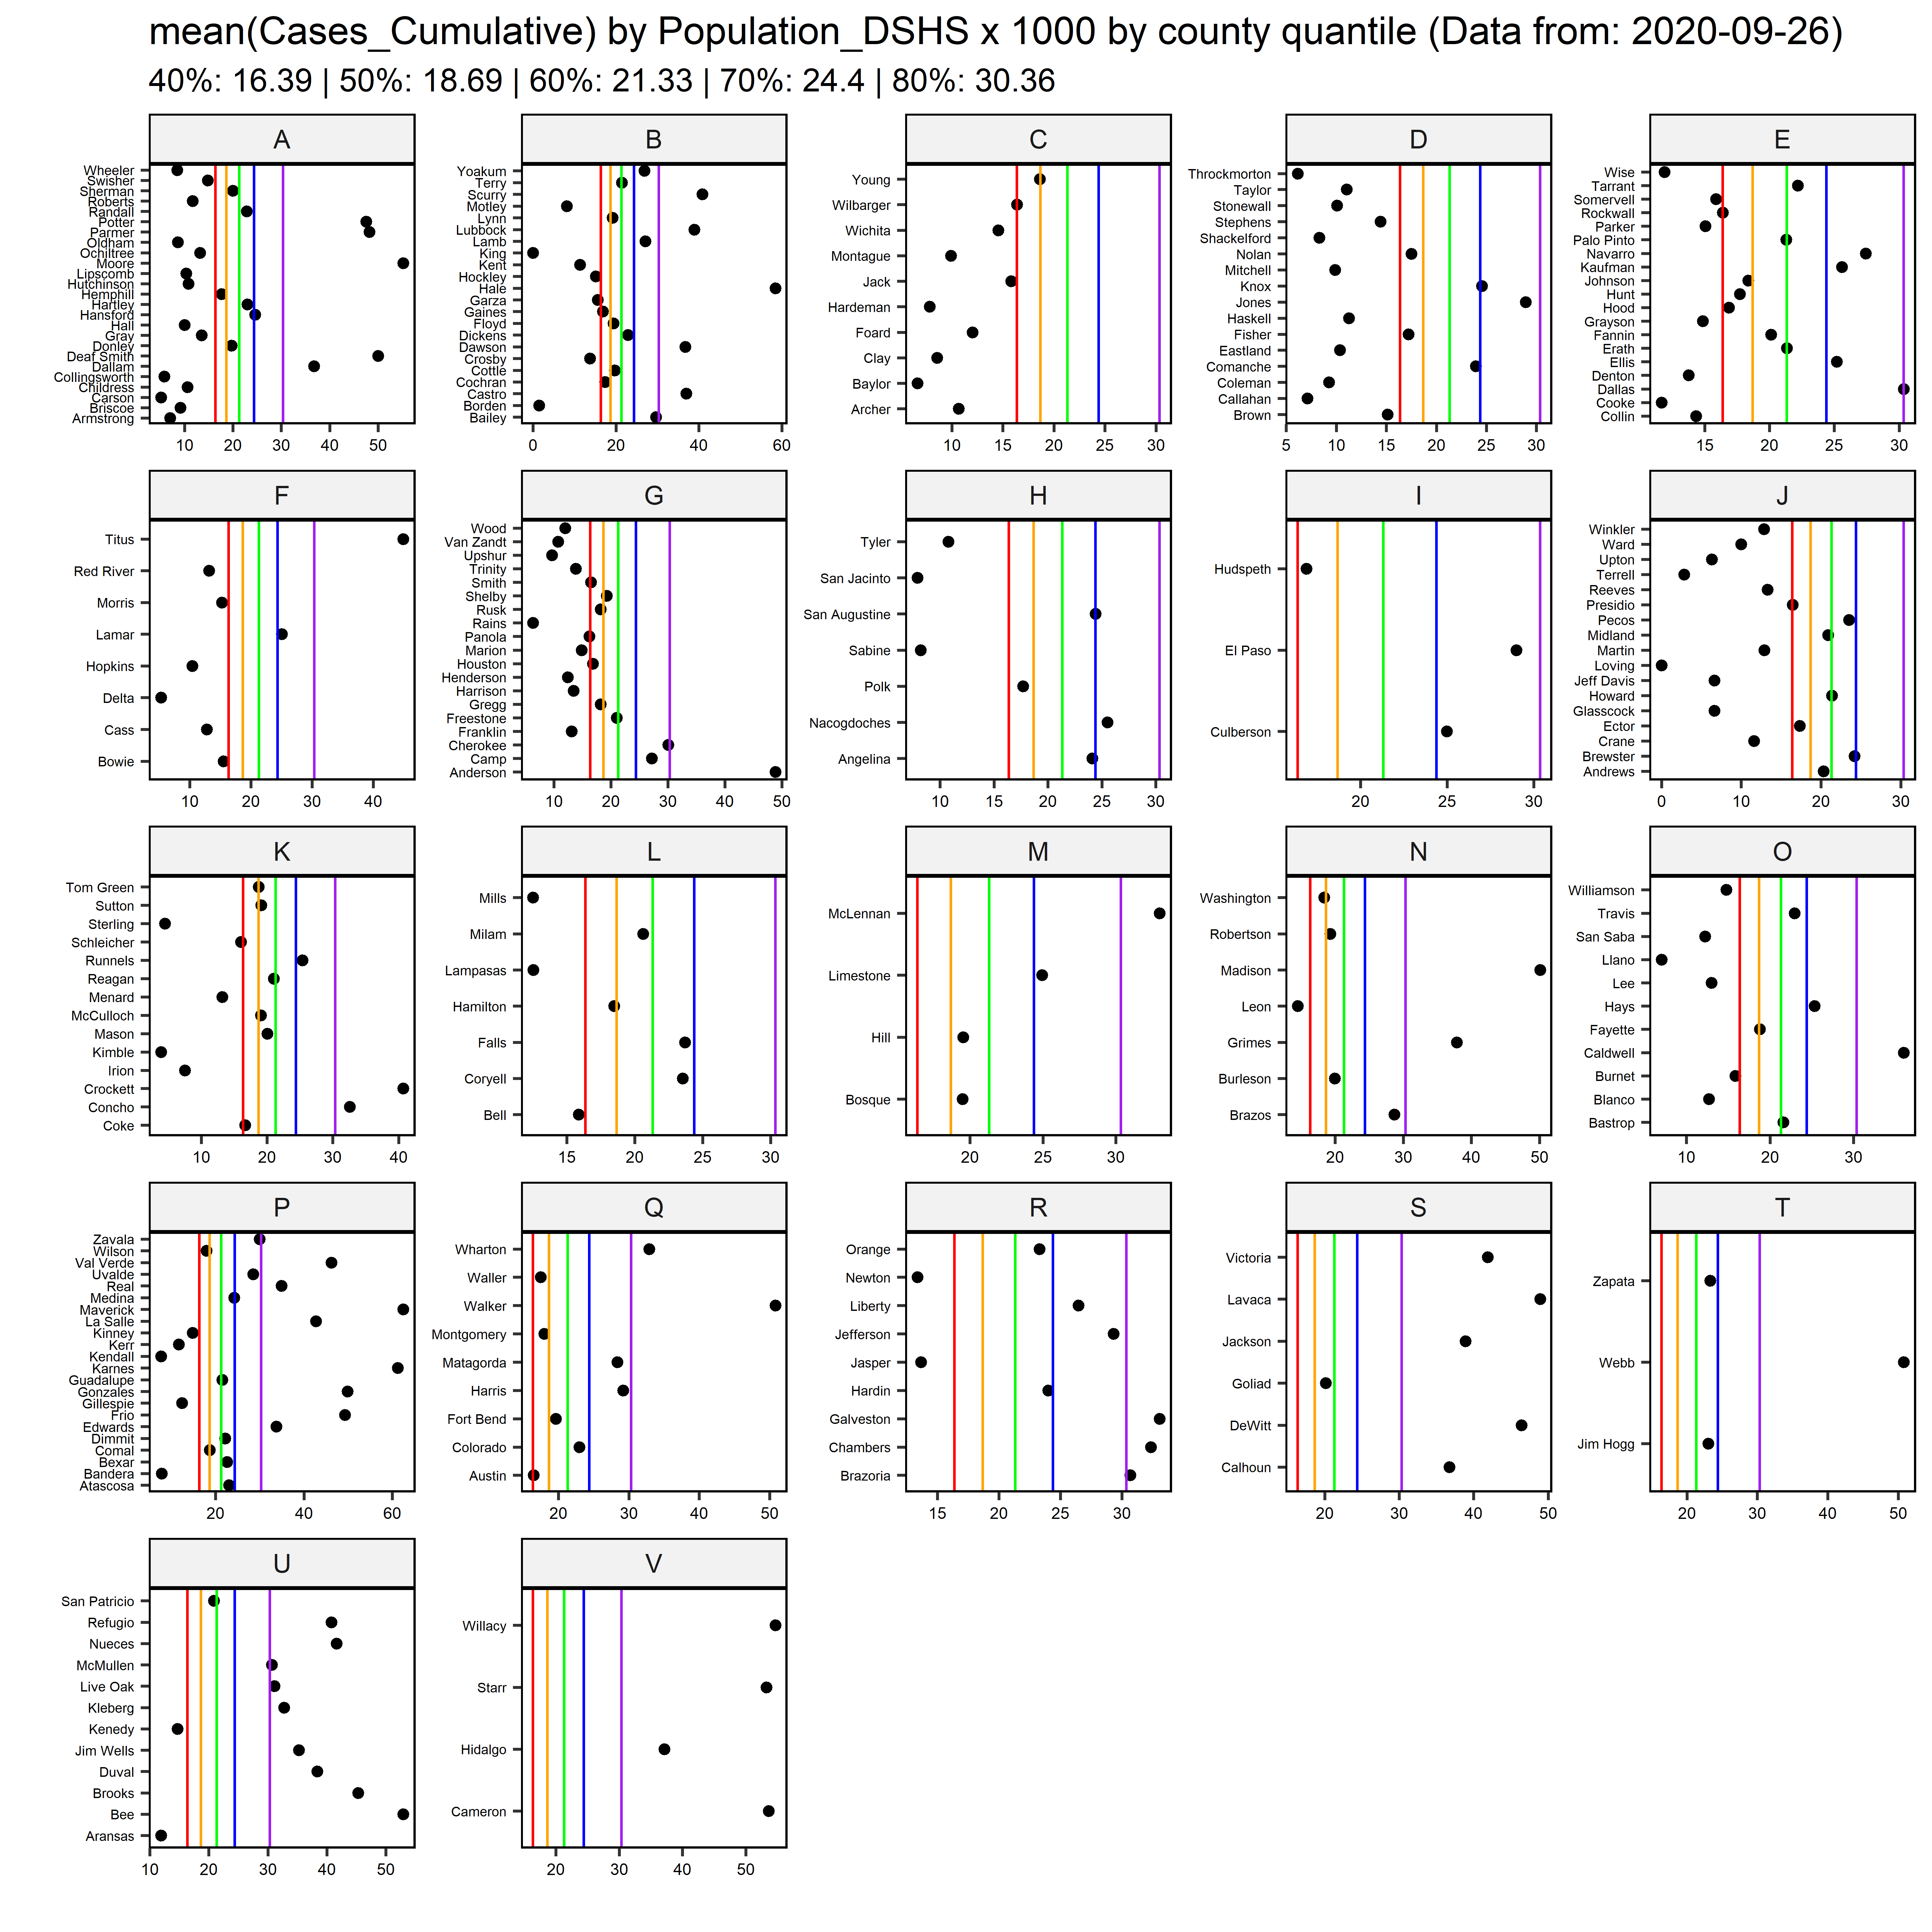 mean(Cases_Cumulative) by Population_DSHS x 1000 by county quantile (Data from: 2020-09-26)
40%: 16.39 | 50%: 18.69 | 60%: 21.33 | 70%: 24.4 | 80%: 30.36
A
Wheeler
Swisher
Sherman
Roberts
Randall
Potter
Parmer
Oldham
Ochiltree
Moore
Lipscomb
Hutchinson
Hemphill
Hartley
Hansford
Hall
Gray
Donley
Deaf Smith
Dallam
Collingsworth
Childress
Carson
Briscoe
Armstrong
10 20 30 40 50
B
Yoakum
Terry
Scurry
Motley
Lynn
Lubbock
Lamb
King
Kent
Hockley
Hale
Garza
Gaines
Floyd
Dickens
Dawson
Crosby
Cottle
Cochran
Castro
Borden
Bailey
0 20 40 60
C
Young
Wilbarger
Wichita
Montague
Jack
Hardeman
Foard
Clay
Baylor
Archer
10 15 20 25 30
D
Throckmorton
Taylor
Stonewall
Stephens
Shackelford
Nolan
Mitchell
Knox
Jones
Haskell
Fisher
Eastland
Comanche
Coleman
Callahan
Brown
5 10 15 20 25 30
E
Wise
Tarrant
Somervell
Rockwall
Parker
Palo Pinto
Navarro
Kaufman
Johnson
Hunt
Hood
Grayson
Fannin
Erath
Ellis
Denton
Dallas
Cooke
Collin
15 20 25 30
F
Titus
Red River
Morris
Lamar
Hopkins
Delta
Cass
Bowie
10 20 30 40
G
Wood
Van Zandt
Upshur
Trinity
Smith
Shelby
Rusk
Rains
Panola
Marion
Houston
Henderson
Harrison
Gregg
Freestone
Franklin
Cherokee
Camp
Anderson
10 20 30 40 50
H
Tyler
San Jacinto
San Augustine
Sabine
Polk
Nacogdoches
Angelina
10 15 20 25 30
I
Hudspeth
El Paso
Culberson
20 25 30
J
Winkler
Ward
Upton
Terrell
Reeves
Presidio
Pecos
Midland
Martin
Loving
Jeff Davis
Howard
Glasscock
Ector
Crane
Brewster
Andrews
0 10 20 30
K
Tom Green
Sutton
Sterling
Schleicher
Runnels
Reagan
Menard
McCulloch
Mason
Kimble
Irion
Crockett
Concho
Coke
10 20 30 40
L
Mills
Milam
Lampasas
Hamilton
Falls
Coryell
Bell
15 20 25 30
M
McLennan
Limestone
Hill
Bosque
20 25 30
N
Washington
Robertson
Madison
Leon
Grimes
Burleson
Brazos
20 30 40 50
O
Williamson
Travis
San Saba
Llano
Lee
Hays
Fayette
Caldwell
Burnet
Blanco
Bastrop
10 20 30
P
Zavala
Wilson
Val Verde
Uvalde
Real
Medina
Maverick
La Salle
Kinney
Kerr
Kendall
Karnes
Guadalupe
Gonzales
Gillespie
Frio
Edwards
Dimmit
Comal
Bexar
Bandera
Atascosa
20 40 60
Q
Wharton
Waller
Walker
Montgomery
Matagorda
Harris
Fort Bend
Colorado
Austin
20 30 40 50
R
Orange
Newton
Liberty
Jefferson
Jasper
Hardin
Galveston
Chambers
Brazoria
15 20 25 30
S
Victoria
Lavaca
Jackson
Goliad
DeWitt
Calhoun
20 30 40 50
T
Zapata
Webb
Jim Hogg
20 30 40 50
U
San Patricio
Refugio
Nueces
McMullen
Live Oak
Kleberg
Kenedy
Jim Wells
Duval
Brooks
Bee
Aransas
10 20 30 40 50
V
Willacy
Starr
Hidalgo
Cameron
20 30 40 50